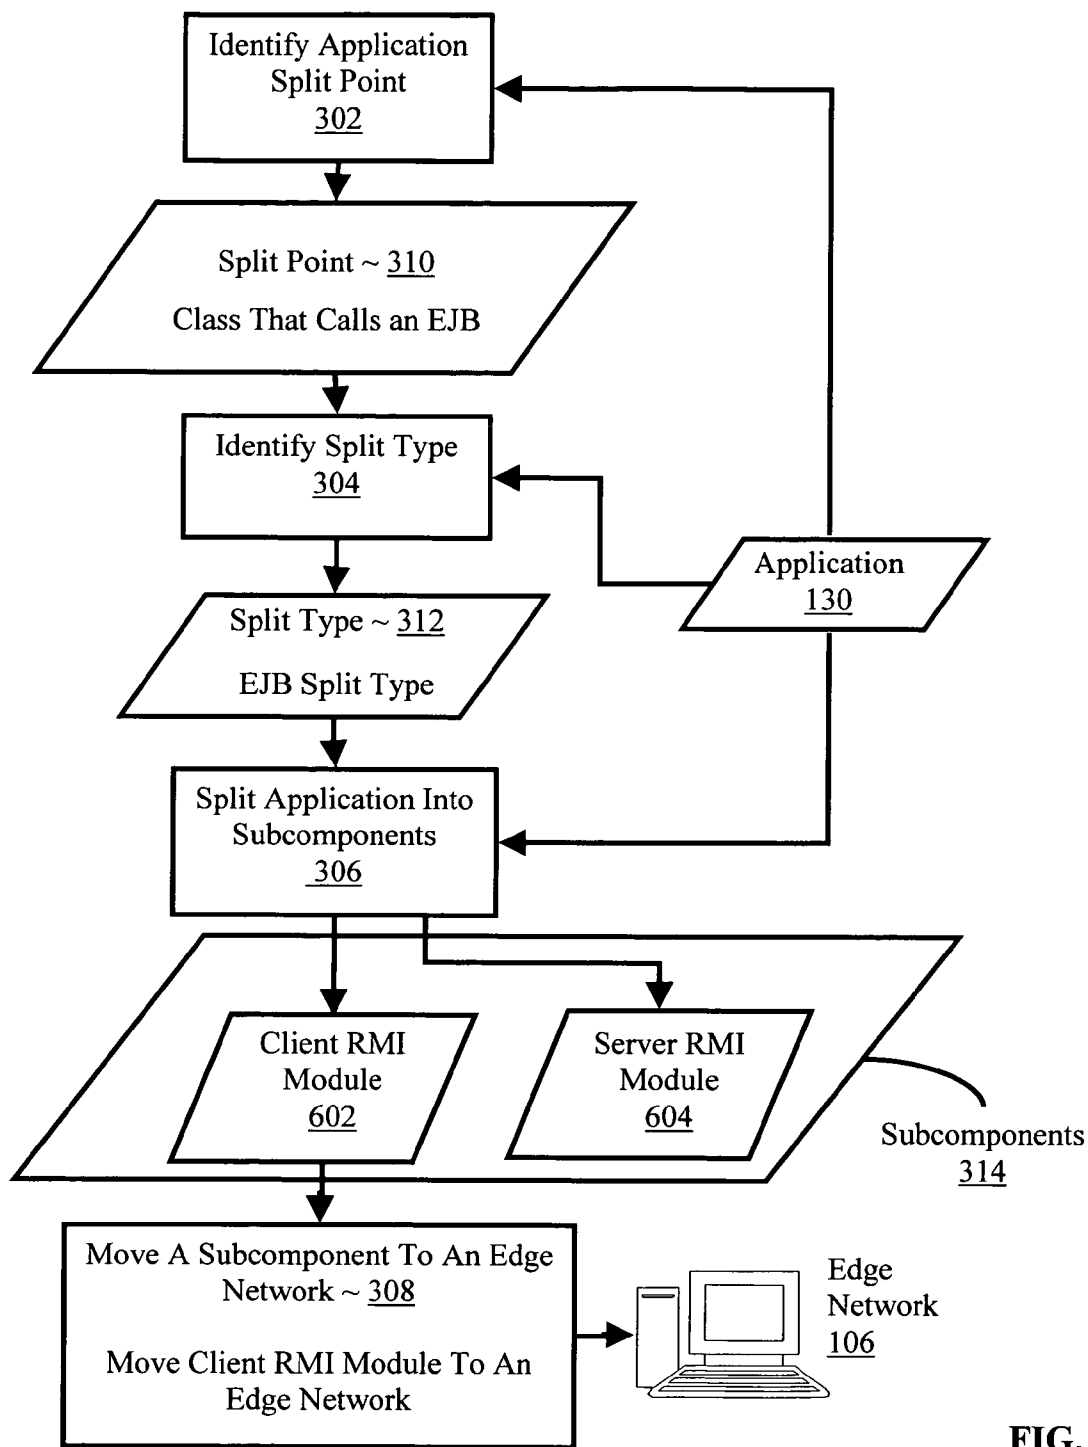 Identify Application
Split Point
302
Split Point ~ 310
Class That Calls an EJB
Identify Split Type
304
Application
130
Split Type ~ 312
EJB Split Type
Split Application Into
Subcomponents
306
Client RMI
Module
602
Server RMI
Module
604
Subcomponents
314
Move A Subcomponent To An Edge
Network ~ 308
Move Client RMI Module To An
Edge Network
Edge
Network
106
FIG.